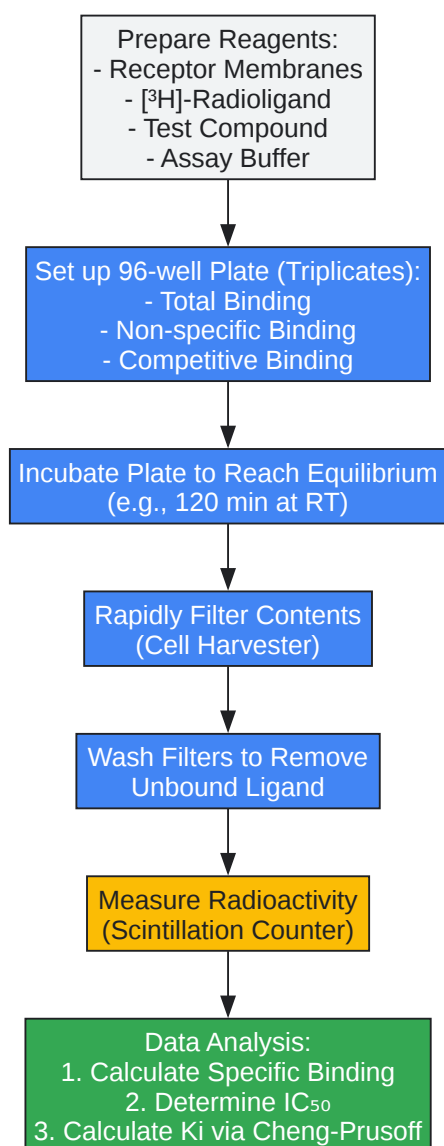 Prepare Reagents:
- Receptor Membranes
- [³H]-Radioligand
- Test Compound
- Assay Buffer
Set up 96-well Plate (Triplicates):
- Total Binding
- Non-specific Binding
- Competitive Binding
Incubate Plate to Reach Equilibrium
(e.g., 120 min at RT)
Rapidly Filter Contents
(Cell Harvester)
Wash Filters to Remove
Unbound Ligand
Measure Radioactivity
(Scintillation Counter)
Data Analysis:
1. Calculate Specific Binding
2. Determine IC₅₀
3. Calculate Ki via Cheng-Prusoff